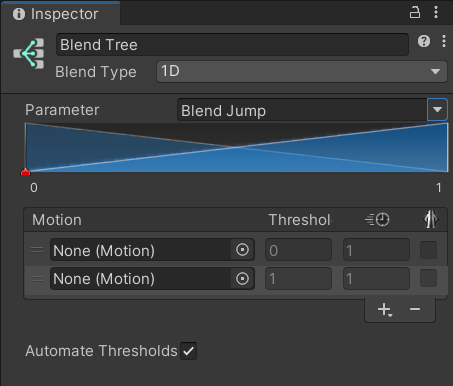 Inspector
Blend Tree
Blend Type 1D
Parameter Blend Jump
0 1
Motion Threshol
None (Motion) 0 1
None (Motion) 1 1
Automate Thresholds